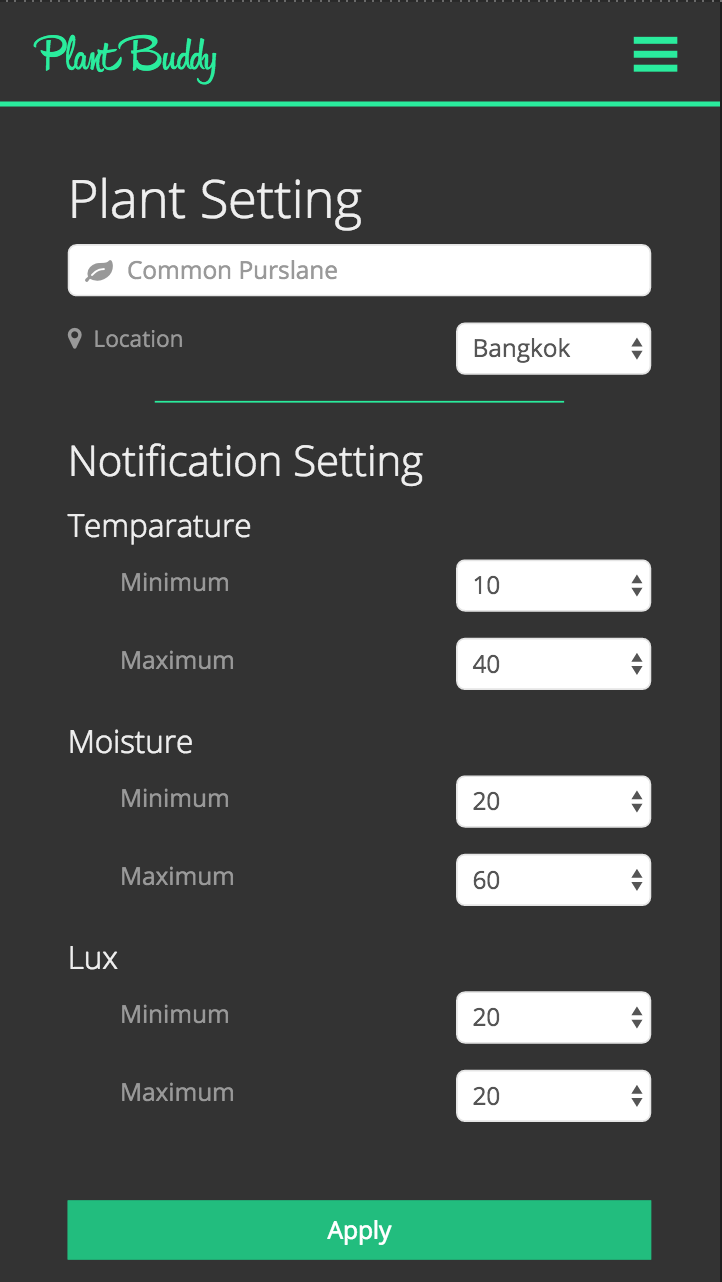 Plant Buddy
Plant Setting
Common Purslane
Location
Bangkok
Notification Setting
Temparature
Minimum
10
Maximum
40
Moisture
Minimum
20
Maximum
60
Lux
Minimum
20
Maximum
20
Apply